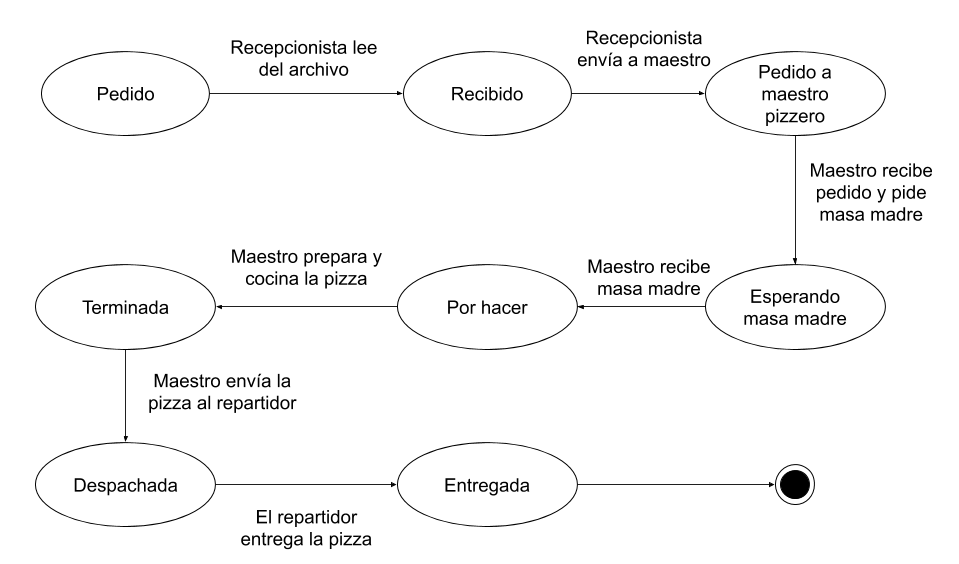 Pedido
Recepcionista lee
del archivo
Recibido
Recepcionista
envía a maestro
Pedido a
maestro
pizzero
Maestro recibe
pedido y pide
masa madre
Esperando
masa madre
Maestro recibe
masa madre
Por hacer
Maestro prepara y
cocina la pizza
Terminada
Maestro envía la
pizza al repartidor
Despachada
El repartidor
entrega la pizza
Entregada